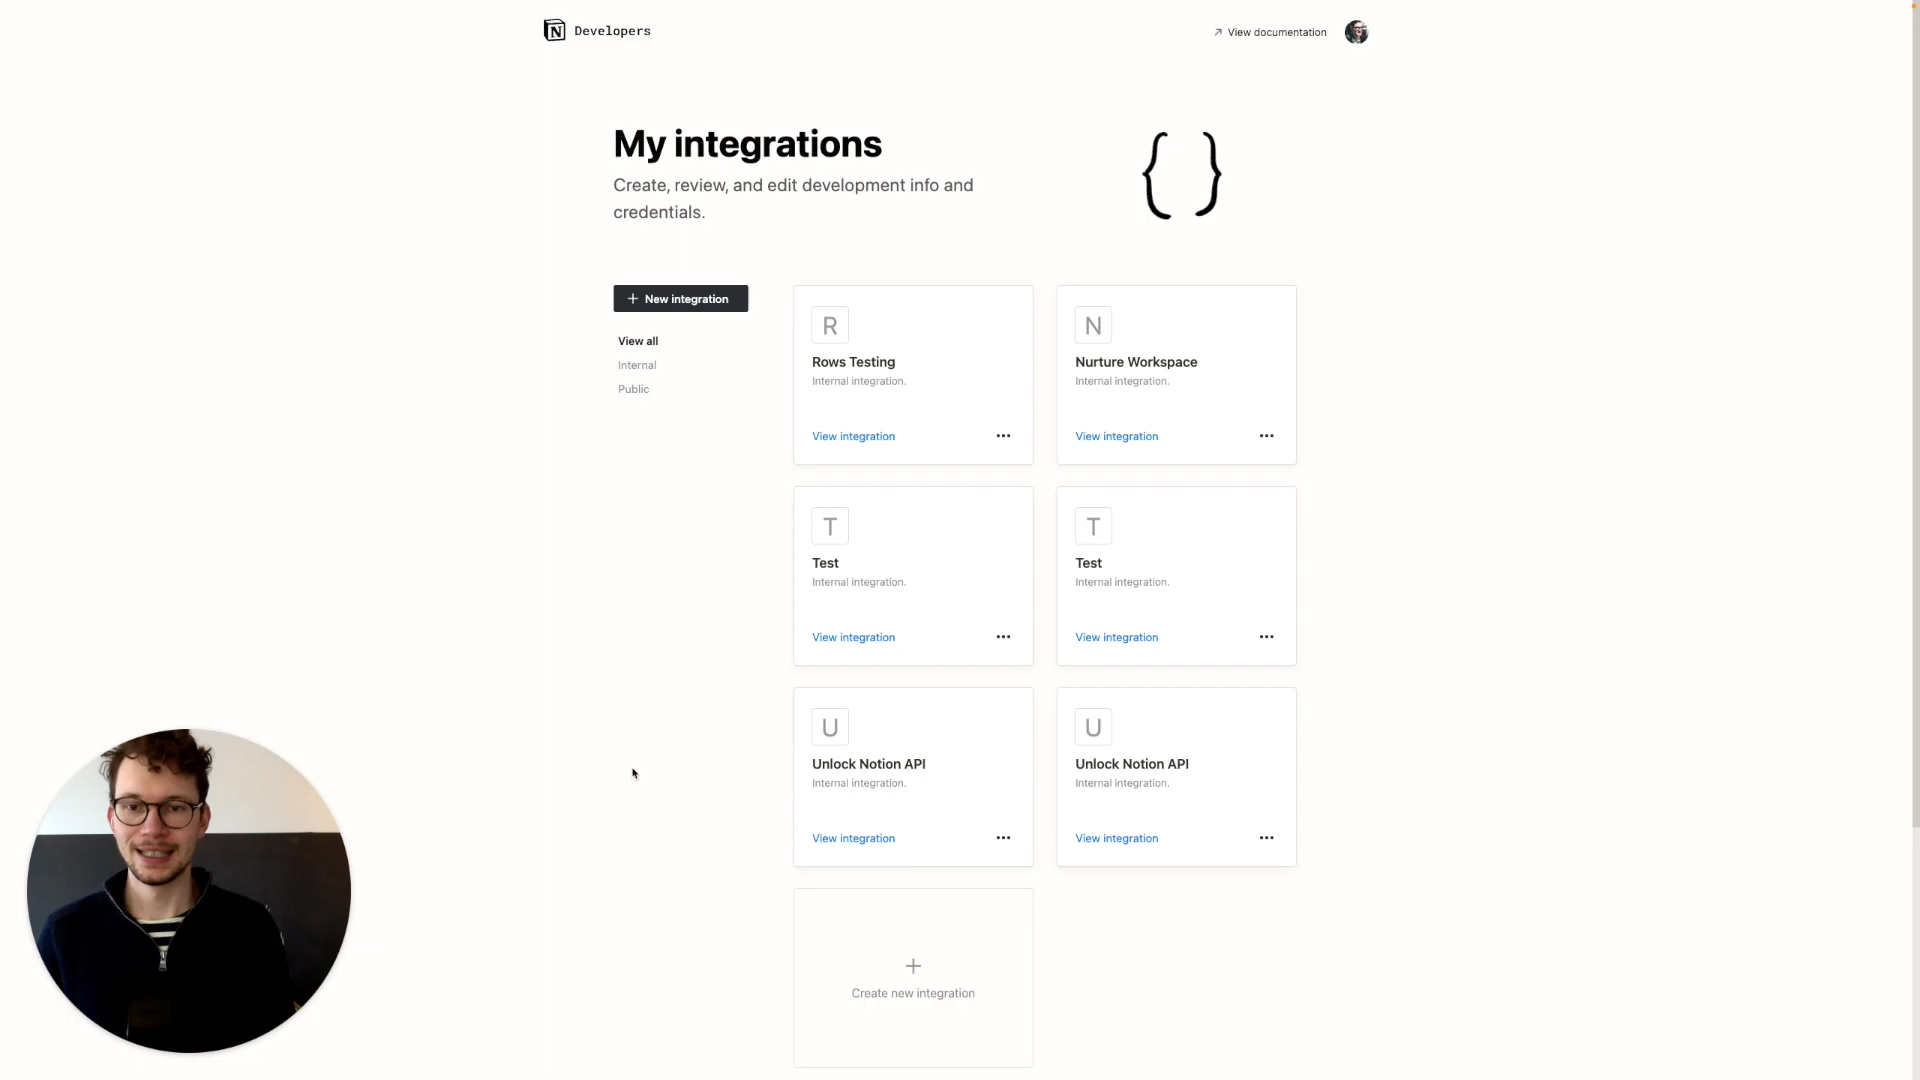 N Developers
View documentation
My integrations
Create, review, and edit development info and
credentials.
{ }
+ New integration
View all
Internal
Public
R
Rows Testing
Internal integration.
View integration
N
Nurture Workspace
Internal integration.
View integration
T
Test
Internal integration.
View integration
T
Test
Internal integration.
View integration
U
Unlock Notion API
Internal integration.
View integration
U
Unlock Notion API
Internal integration.
View integration
+
Create new integration